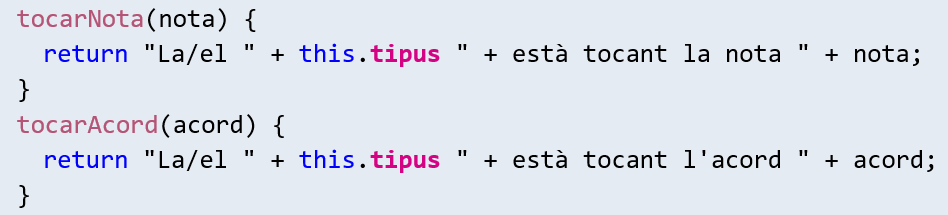 tocarNota(nota) {
return "La/el " + this.tipus " + està tocant la nota " + nota;
}
tocarAcord(acord) {
return "La/el " + this.tipus " + està tocant l'acord " + acord;
}